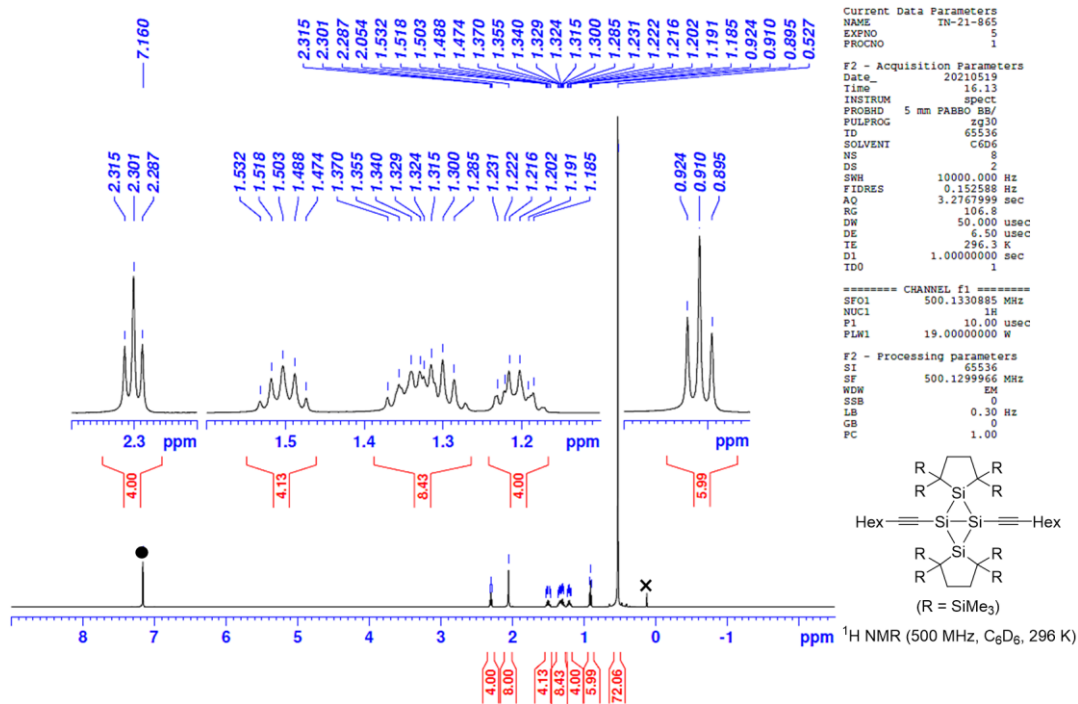 7.160
2.315
2.301
2.287
2.054
1.532
1.518
1.503
1.488
1.474
1.370
1.355
1.340
1.329
1.324
1.315
1.300
1.285
1.231
1.222
1.216
1.202
1.191
1.185
0.924
0.910
0.895
0.527
2.315
2.301
2.287
1.532
1.518
1.503
1.488
1.474
1.370
1.355
1.340
1.329
1.324
1.315
1.300
1.285
1.231
1.222
1.216
1.202
1.191
1.185
0.924
0.910
0.895
2.3 ppm
1.5 1.4 1.3 1.2 ppm
ppm
4.00
4.13
8.43
4.00
5.99
8 7 6 5 4 3 2 1 0 -1 ppm
4.00
8.00
4.13
8.43
4.00
5.99
72.06
Current Data Parameters
NAME TN-21-865
EXPNO 5
PROCNO 1
F2 - Acquisition Parameters
Date_ 20210519
Time 16.13
INSTRUM spect
PROBHD 5 mm PABBO BB/
PULPROG zg30
TD 65536
SOLVENT C6D6
NS 8
DS 2
SWH 10000.000 Hz
FIDRES 0.152588 Hz
AQ 3.2767999 sec
RG 106.8
DW 50.000 usec
DE 6.50 usec
TE 296.3 K
D1 1.00000000 sec
TD0 1
======== CHANNEL f1 ========
SFO1 500.1330885 MHz
NUC1 1H
P1 10.00 usec
PLW1 19.00000000 W
F2 - Processing parameters
SI 65536
SF 500.1299966 MHz
WDW EM
SSB 0
LB 0.30 Hz
GB 0
PC 1.00
R R
R R
Si
Hex Si Si Hex
Si
R R
R R
(R = SiMe₃)
¹H NMR (500 MHz, C₆D₆, 296 K)